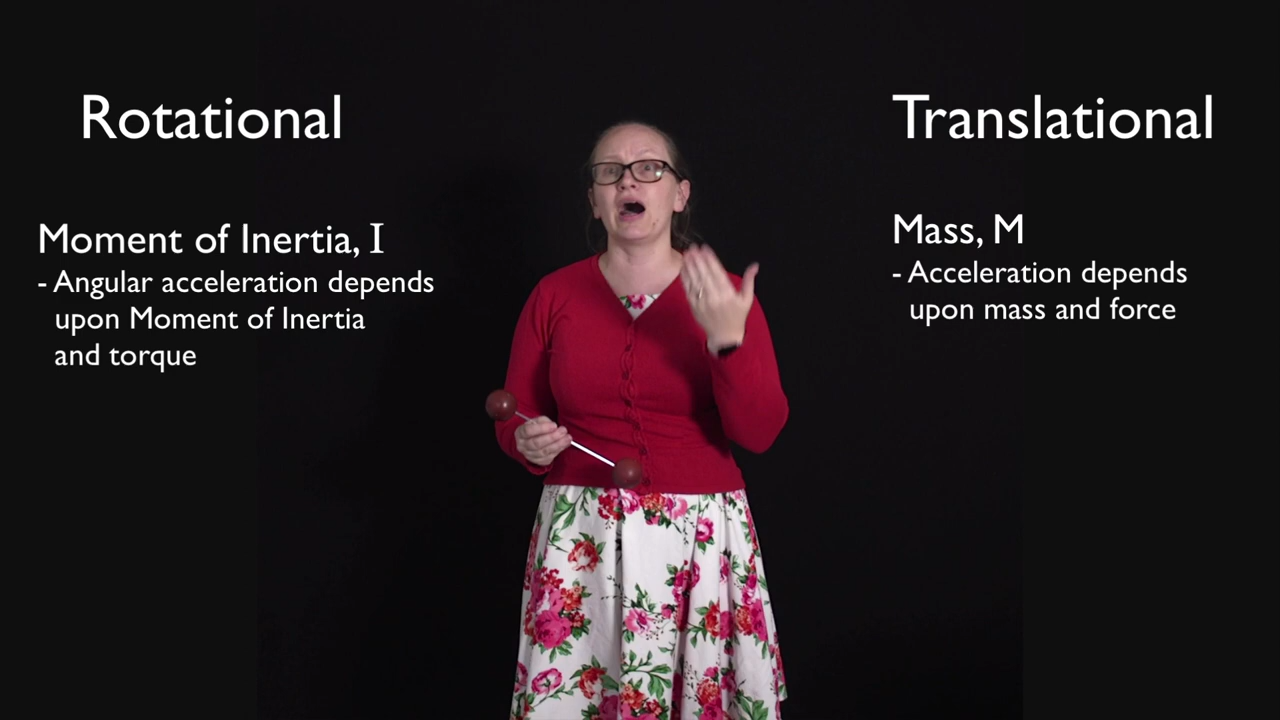 Rotational
Moment of Inertia, I
- Angular acceleration depends
upon Moment of Inertia
and torque
Translational
Mass, M
- Acceleration depends
upon mass and force